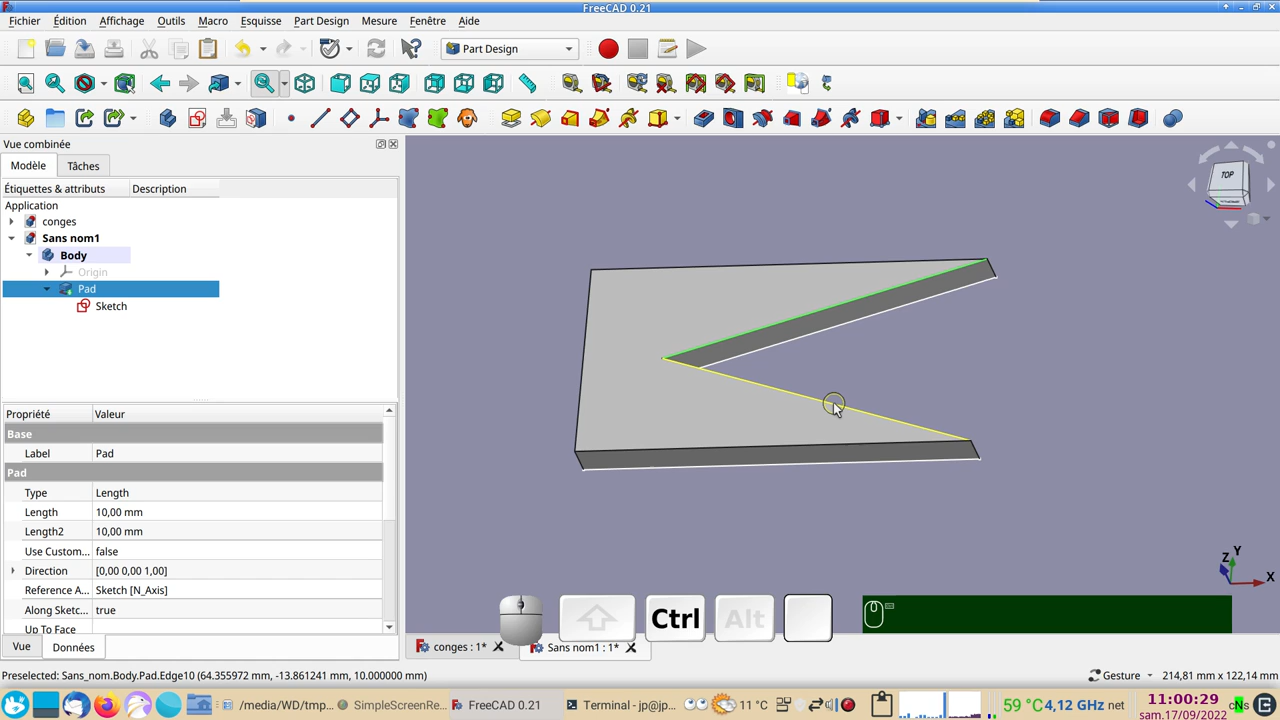 FreeCAD 0.21
Fichier Édition Affichage Outils Macro Esquisse Part Design Mesure Fenêtre Aide
Part Design
Vue combinée
Modèle Tâches
Étiquettes & attributs Description
Application
conges
Sans nom1
Body
Origin
Pad
Sketch
TOP
Propriété Valeur
Base
Label Pad
Pad
Type Length
Length 10,00 mm
Length2 10,00 mm
Use Custom... false
Direction [0,00 0,00 1,00]
Reference A... Sketch [N_Axis]
Along Sketc... true
Up To Face
Z Y X
Ctrl Alt
Vue Données
conges : 1* Sans nom1 : 1*
Preselected: Sans_nom.Body.Pad.Edge10 (64.355972 mm, -13.861241 mm, 10.000000 mm)
Gesture 214,81 mm x 122,14 mm
/media/WD/tmp... SimpleScreenRe... FreeCAD 0.21 Terminal - jp@jp... 11 °C 59 °C 4,12 GHz net 11:00:29 cNs
sam.17/09/2022